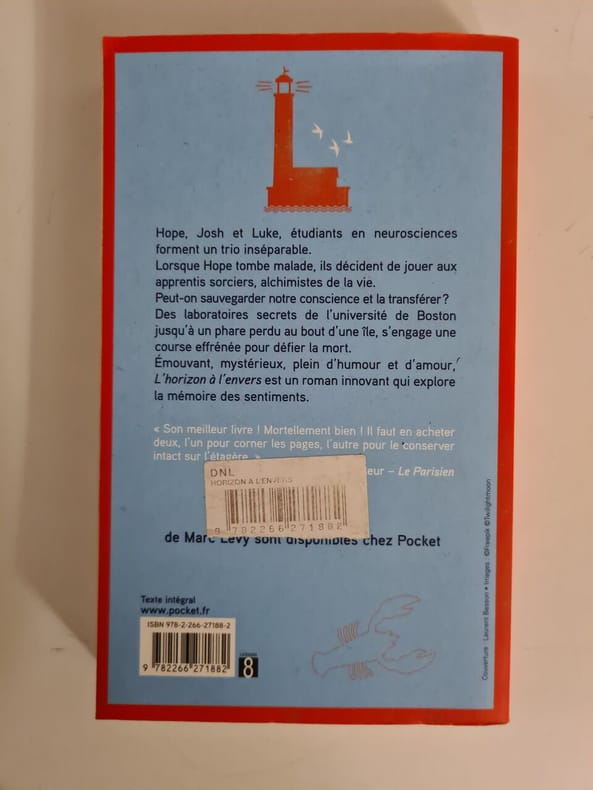 Hope, Josh et Luke, étudiants en neurosciences
forment un trio inséparable.
Lorsque Hope tombe malade, ils décident de jouer aux
apprentis sorciers, alchimistes de la vie.
Peut-on sauvegarder notre conscience et la transférer ?
Des laboratoires secrets de l'université de Boston
jusqu'à un phare perdu au bout d'une île, s'engage une
course effrénée pour défier la mort.
Émouvant, mystérieux, plein d'humour et d'amour,
L'horizon à l'envers est un roman innovant qui explore
la mémoire des sentiments.
« Son meilleur livre ! Mortellement bien ! Il faut en acheter
deux, l'un pour corner les pages, l'autre pour le conserver
intact sur l'étagère. »
eur – Le Parisien
DNL
HORIZON A L'ENVERS
9 782266 271882
de Marc Levy sont disponibles chez Pocket
Texte intégral
www.pocket.fr
ISBN 978-2-266-27188-2
9 782266 271882
8
Couverture : Laurent Besson • Images : ©Freepik ©Twilightmoon